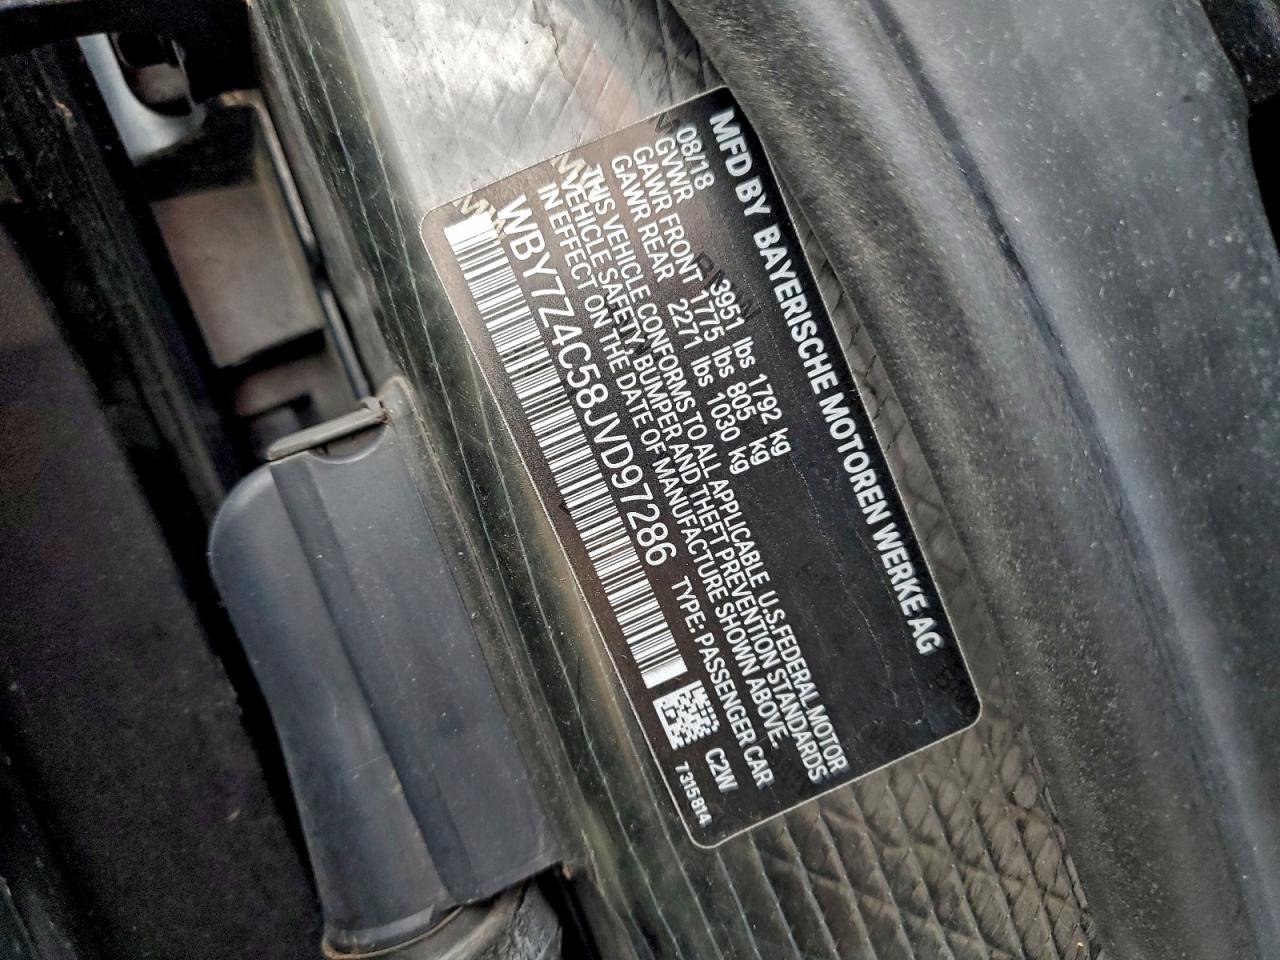 MFD BY BAYERISCHE MOTOREN WERKE AG
08/18
GVWR 3951 lbs 1792 kg
GAWR FRONT 1775 lbs 805 kg
GAWR REAR 2271 lbs 1030 kg
THIS VEHICLE CONFORMS TO ALL APPLICABLE U.S.FEDERAL MOTOR
VEHICLE SAFETY, BUMPER AND THEFT PREVENTION STANDARDS
IN EFFECT ON THE DATE OF MANUFACTURE SHOWN ABOVE.
WBY7Z4C58JVD97286 TYPE: PASSENGER CAR
C2W
7315814